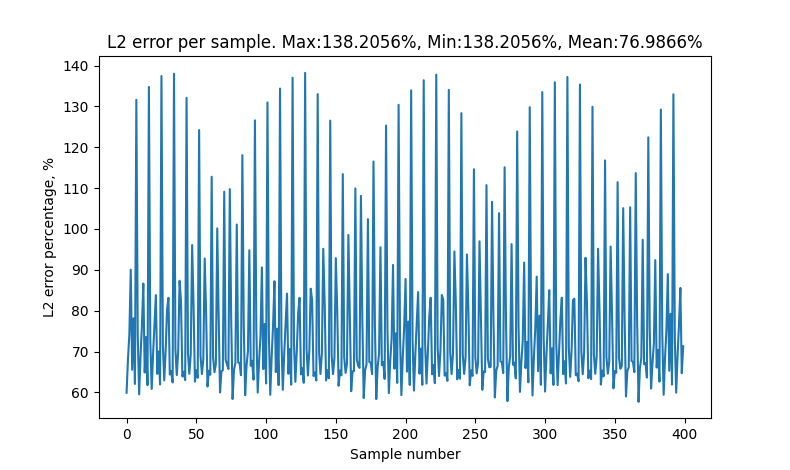 L2 error per sample. Max:138.2056%, Min:138.2056%, Mean:76.9866%
140
130
120
110
100
90
80
70
60
L2 error percentage, %
0 50 100 150 200 250 300 350 400
Sample number